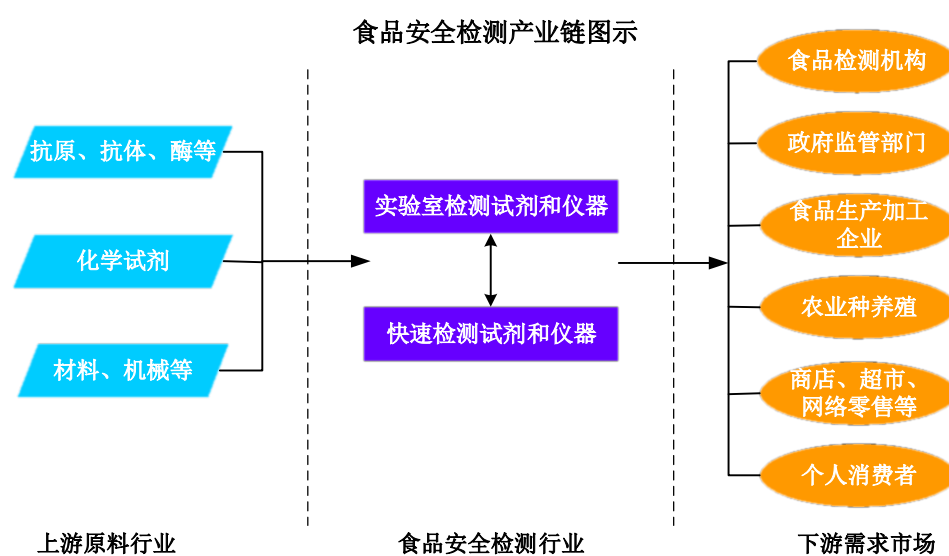 食品安全检测产业链图示
抗原、抗体、酶等
化学试剂
材料、机械等
上游原料行业
实验室检测试剂和仪器
快速检测试剂和仪器
食品安全检测行业
食品检测机构
政府监管部门
食品生产加工
企业
农业种养殖
商店、超市、
网络零售等
个人消费者
下游需求市场